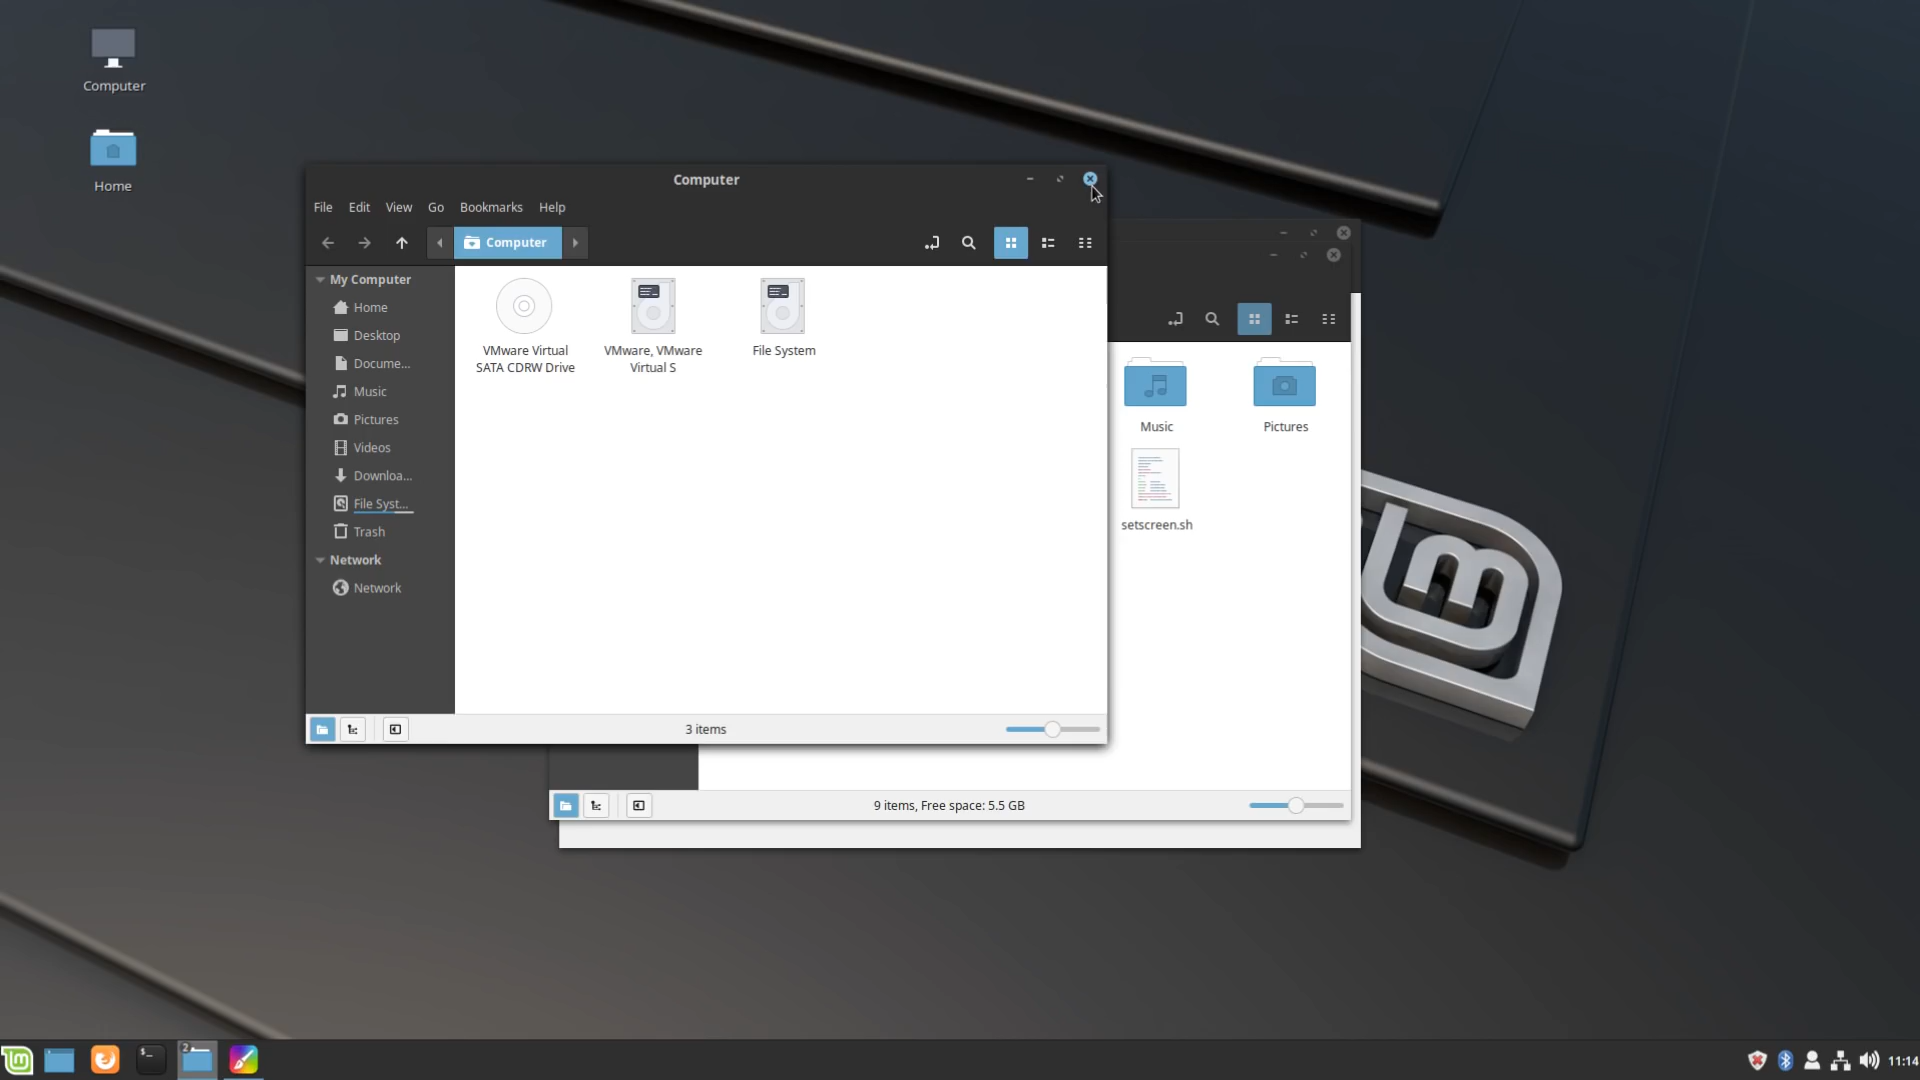 Computer
Home
Computer
File Edit View Go Bookmarks Help
Computer
My Computer
Home
Desktop
Docume...
Music
Pictures
Videos
Downloa...
File Syst...
Trash
Network
Network
VMware Virtual
SATA CDRW Drive
VMware, VMware
Virtual S
File System
3 items
Music
Pictures
setscreen.sh
9 items, Free space: 5.5 GB
2
11:14